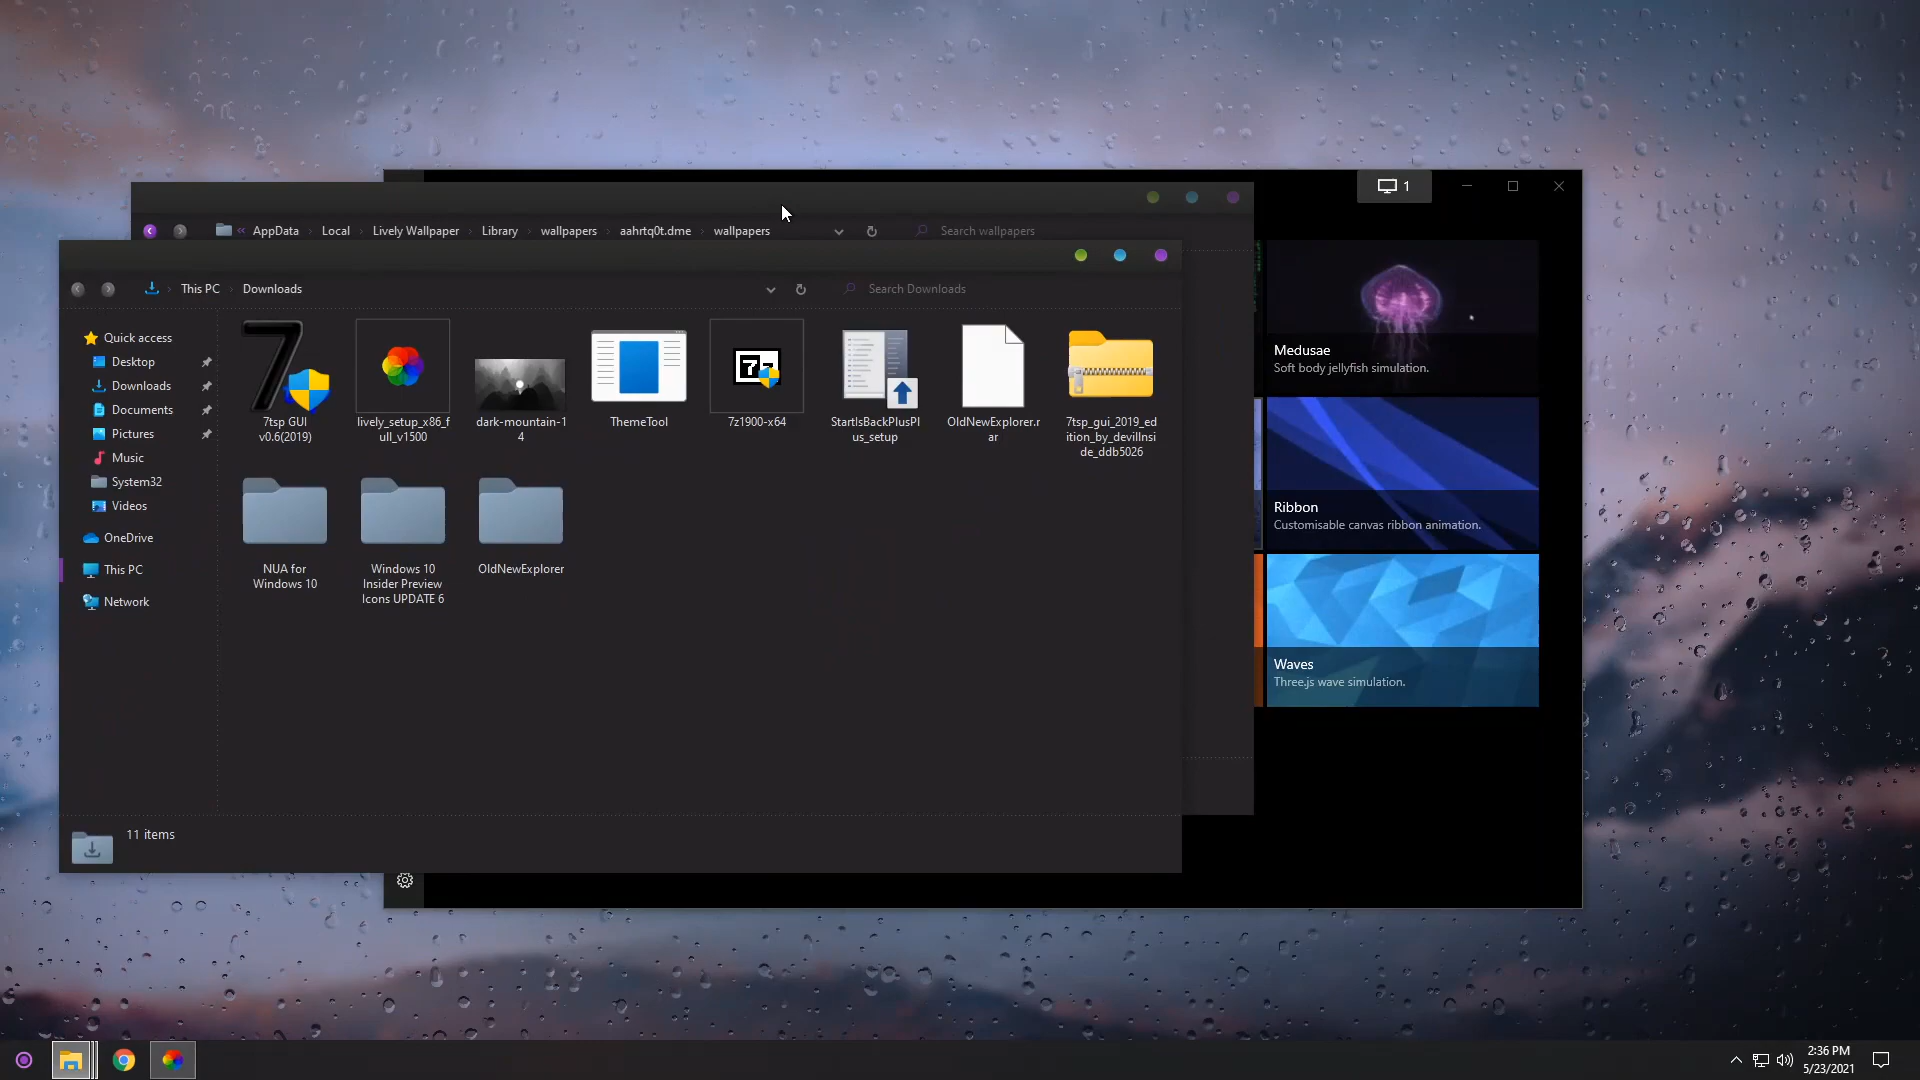 1
AppData
Local
Lively Wallpaper
Library
wallpapers
aahrtq0t.dme
wallpapers
Search wallpapers
This PC
Downloads
Search Downloads
Quick access
Desktop
Downloads
Documents
Pictures
Music
System32
Videos
OneDrive
This PC
Network
7tsp GUI
v0.6(2019)
lively_setup_x86_f
ull_v1500
dark-mountain-1
4
ThemeTool
7z1900-x64
StartIsBackPlusPl
us_setup
OldNewExplorer.r
ar
7tsp_gui_2019_ed
ition_by_devillnsi
de_ddb5026
NUA for
Windows 10
Windows 10
Insider Preview
Icons UPDATE 6
OldNewExplorer
11 items
Medusae
Soft body jellyfish simulation.
Ribbon
Customisable canvas ribbon animation.
Waves
Three.js wave simulation.
2:36 PM
5/23/2021